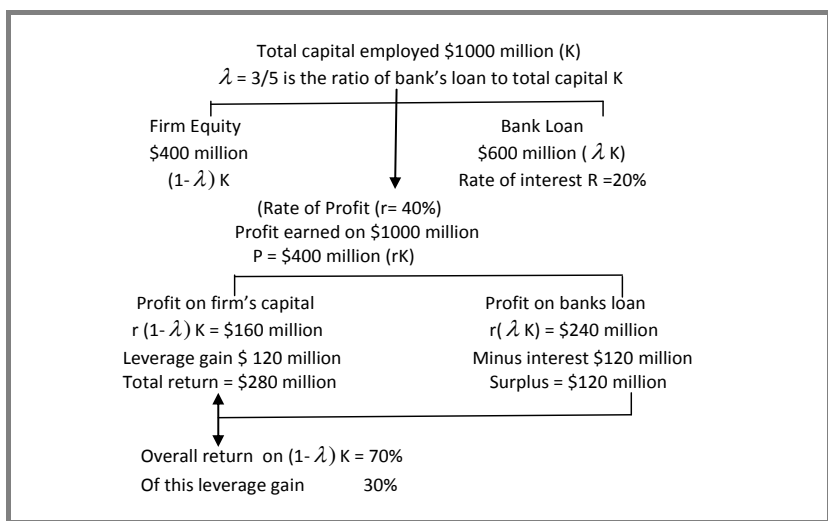 Total capital employed $1000 million (K)
λ = 3/5 is the ratio of bank's loan to total capital K
Firm Equity
$400 million
(1-λ) K
Bank Loan
$600 million (λ K)
Rate of interest R =20%
(Rate of Profit (r= 40%)
Profit earned on $1000 million
P = $400 million (rK)
Profit on firm's capital
r (1-λ) K = $160 million
Leverage gain $ 120 million
Total return = $280 million
Profit on banks loan
r(λ K) = $240 million
Minus interest $120 million
Surplus = $120 million
Overall return on (1-λ) K = 70%
Of this leverage gain 30%